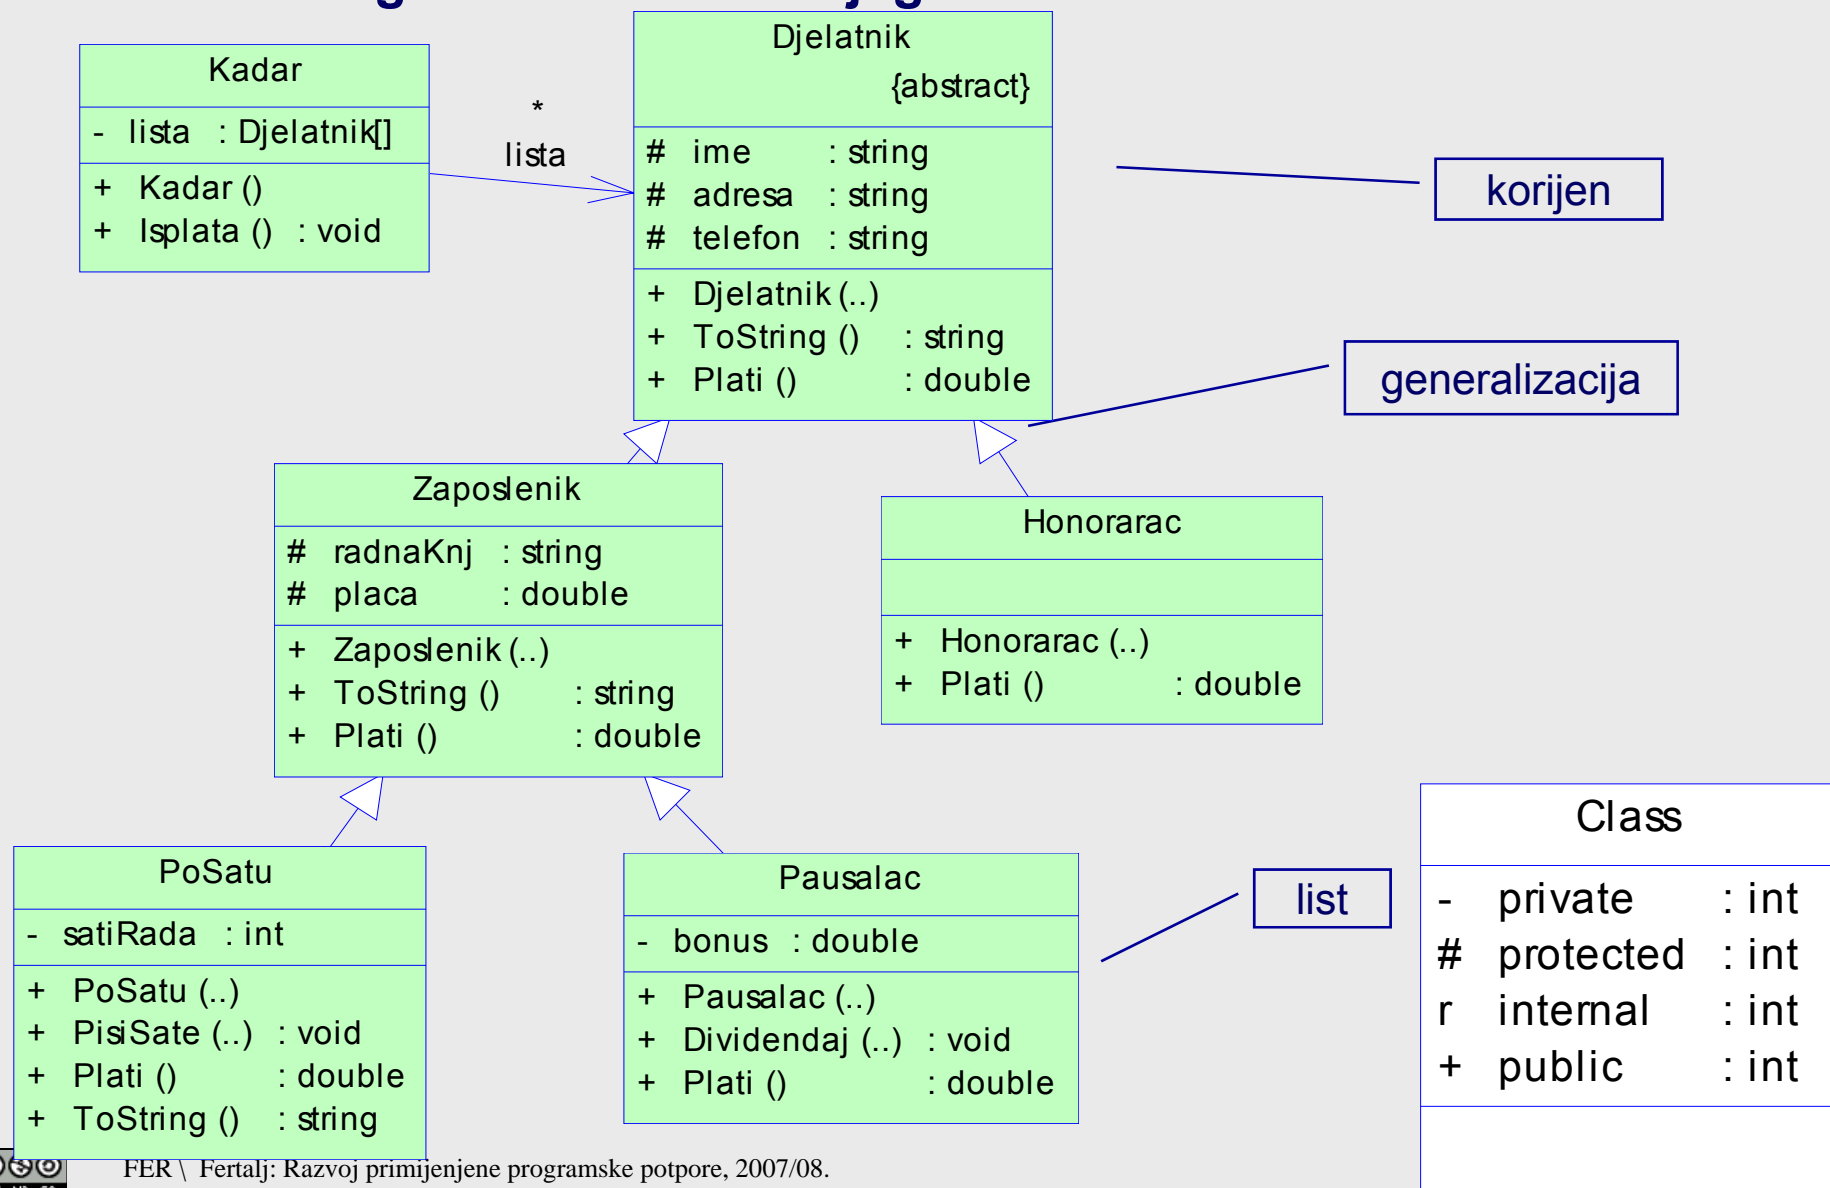 Kadar
- lista : Djelatnik[]
+ Kadar ()
+ Isplata () : void
*
lista
Djelatnik
{abstract}
# ime : string
# adresa : string
# telefon : string
+ Djelatnik (..)
+ ToString () : string
+ Plati () : double
korijen
generalizacija
Zaposlenik
# radnaKnj : string
# placa : double
+ Zaposlenik (..)
+ ToString () : string
+ Plati () : double
Honorarac
+ Honorarac (..)
+ Plati () : double
PoSatu
- satiRada : int
+ PoSatu (..)
+ PisiSate (..) : void
+ Plati () : double
+ ToString () : string
Pausalac
- bonus : double
+ Pausalac (..)
+ Dividendaj (..) : void
+ Plati () : double
list
Class
- private : int
# protected : int
r internal : int
+ public : int
FER \ Fertalj: Razvoj primijenjene programske potpore, 2007/08.